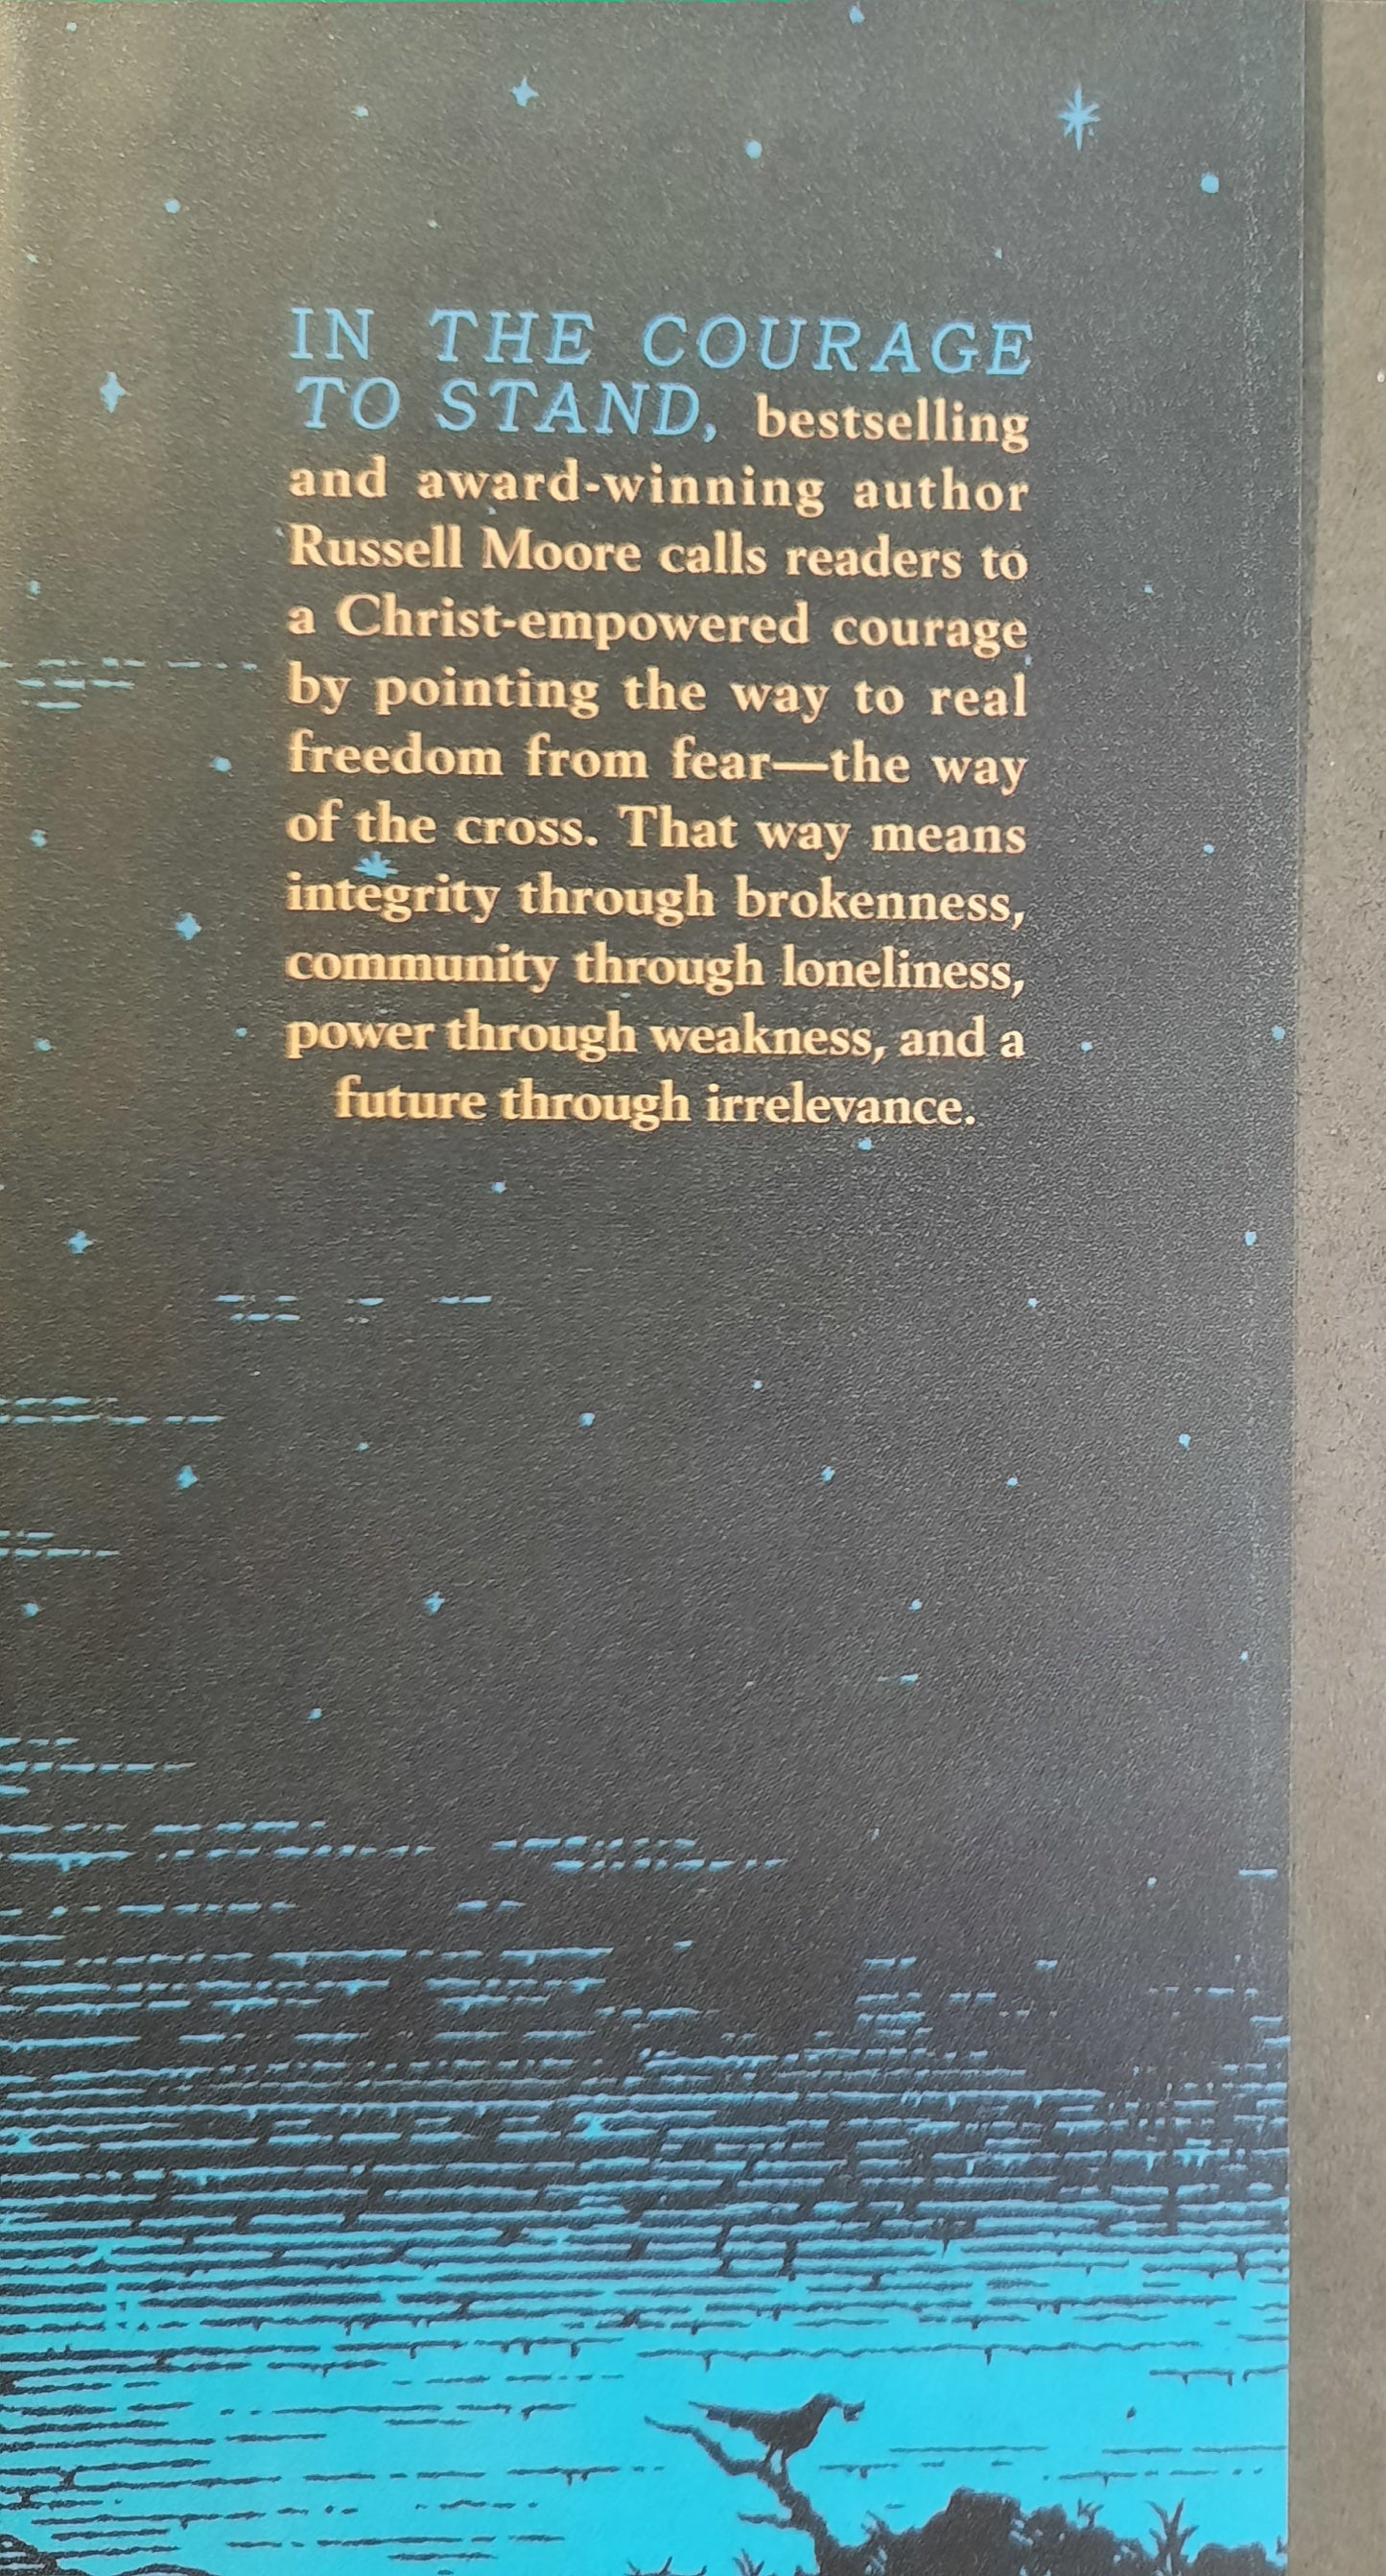 IN THE COURAGE
TO STAND, bestselling
and award-winning author
Russell Moore calls readers to
a Christ-empowered courage
by pointing the way to real
freedom from fear—the way
of the cross. That way means
integrity through brokenness,
community through loneliness,
power through weakness, and a
future through irrelevance.